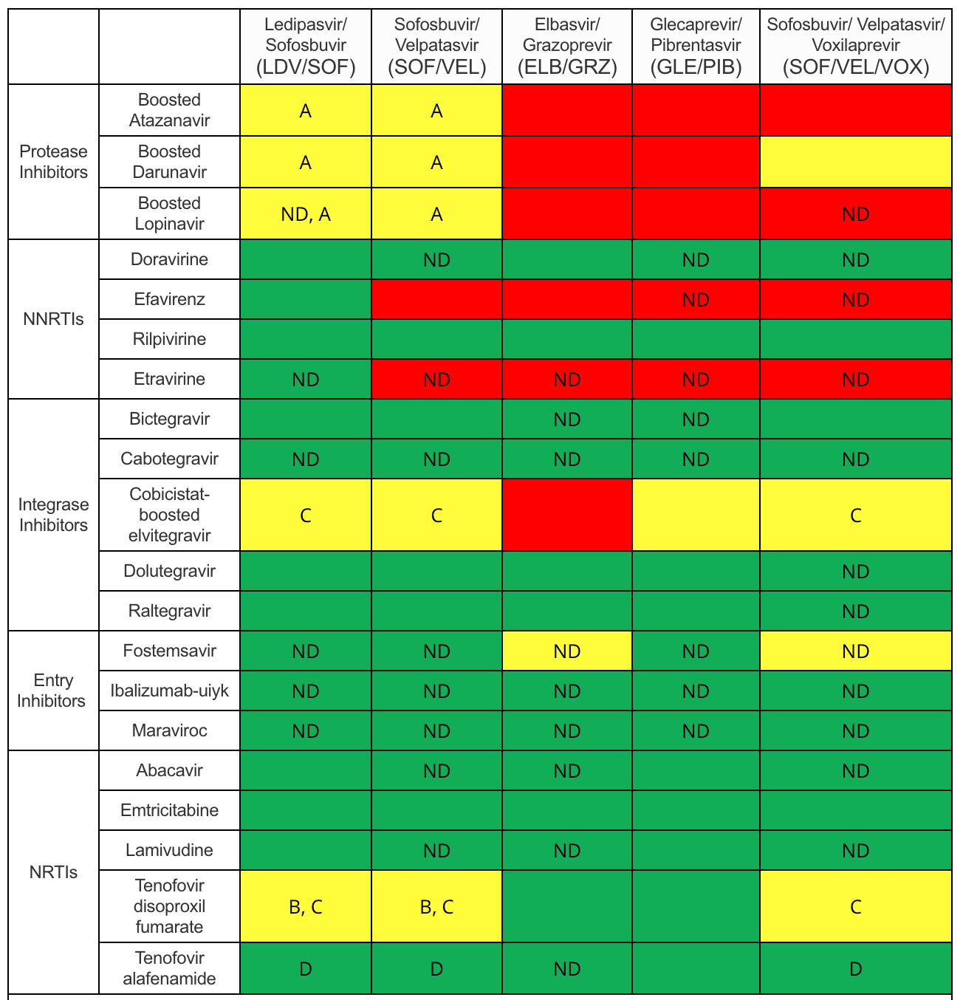 Ledipasvir/
Sofosbuvir
(LDV/SOF)
Sofosbuvir/
Velpatasvir
(SOF/VEL)
Elbasvir/
Grazoprevir
(ELB/GRZ)
Glecaprevir/
Pibrentasvir
(GLE/PIB)
Sofosbuvir/ Velpatasvir/
Voxilaprevir
(SOF/VEL/VOX)
Protease
Inhibitors
Boosted
Atazanavir
A
A
Boosted
Darunavir
A
A
Boosted
Lopinavir
ND, A
A
ND
NNRTIs
Doravirine
ND
ND
ND
Efavirenz
ND
ND
Rilpivirine
Etravirine
ND
ND
ND
ND
ND
Integrase
Inhibitors
Bictegravir
ND
ND
Cabotegravir
ND
ND
ND
ND
ND
Cobicistat-
boosted
elvitegravir
C
C
C
Dolutegravir
ND
Raltegravir
ND
Entry
Inhibitors
Fostemsavir
ND
ND
ND
ND
ND
Ibalizumab-uiyk
ND
ND
ND
ND
ND
Maraviroc
ND
ND
ND
ND
ND
NRTIs
Abacavir
ND
ND
ND
Emtricitabine
Lamivudine
ND
ND
ND
Tenofovir
disoproxil
fumarate
B, C
B, C
C
Tenofovir
alafenamide
D
D
ND
D